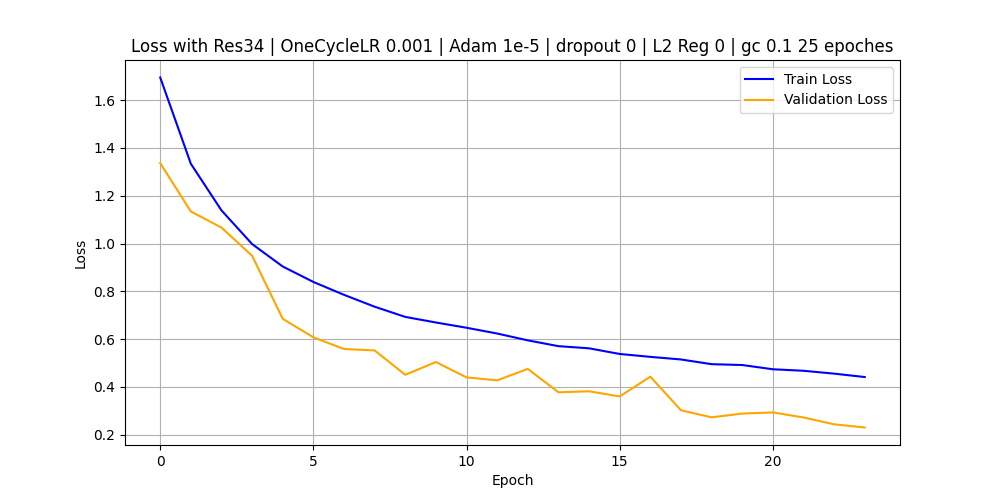 Loss with Res34 | OneCycleLR 0.001 | Adam 1e-5 | dropout 0 | L2 Reg 0 | gc 0.1 25 epoches
Train Loss
Validation Loss
1.6
1.4
1.2
1.0
0.8
0.6
0.4
0.2
Loss
0 5 10 15 20
Epoch